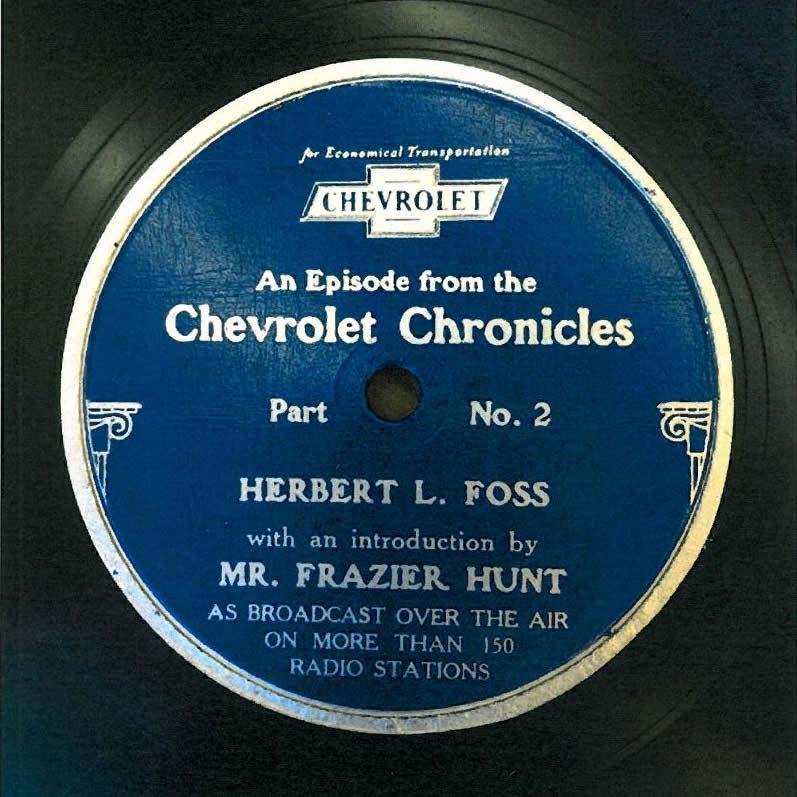 for Economical Transportation
CHEVROLET
An Episode from the
Chevrolet Chronicles
Part No. 2
HERBERT L. FOSS
with an introduction by
MR. FRAZIER HUNT
AS BROADCAST OVER THE AIR
ON MORE THAN 150
RADIO STATIONS